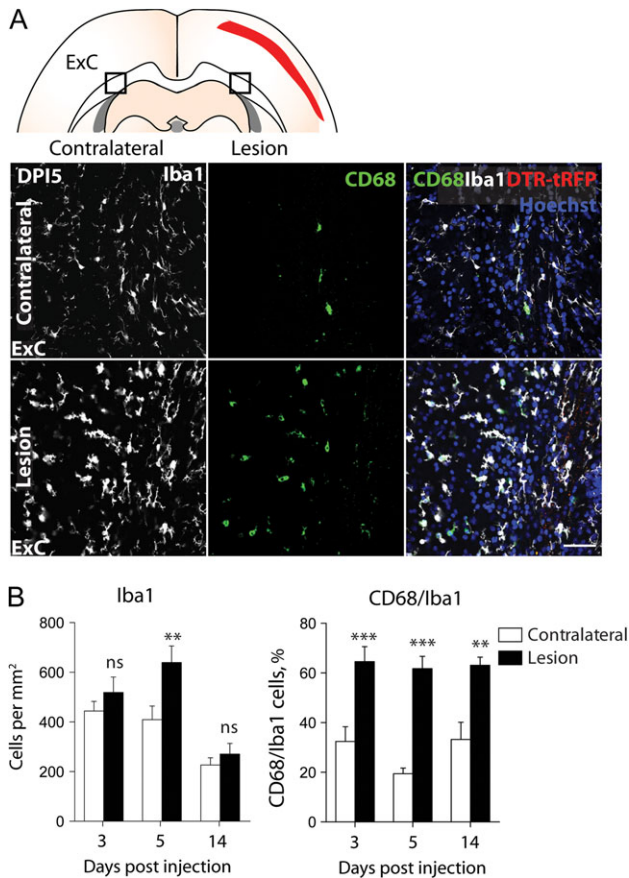 A
ExC
Contralateral Lesion
DPI5 Iba1 CD68 CD68Iba1DTR-tRFP
Hoechst
Contralateral
ExC
Lesion
ExC
B
Iba1
Cells per mm²
800
600
400
200
0
ns
**
ns
3 5 14
Days post injection
CD68/Iba1
CD68/Iba1 cells, %
80
60
40
20
0
***
***
**
3 5 14
Days post injection
Contralateral
Lesion